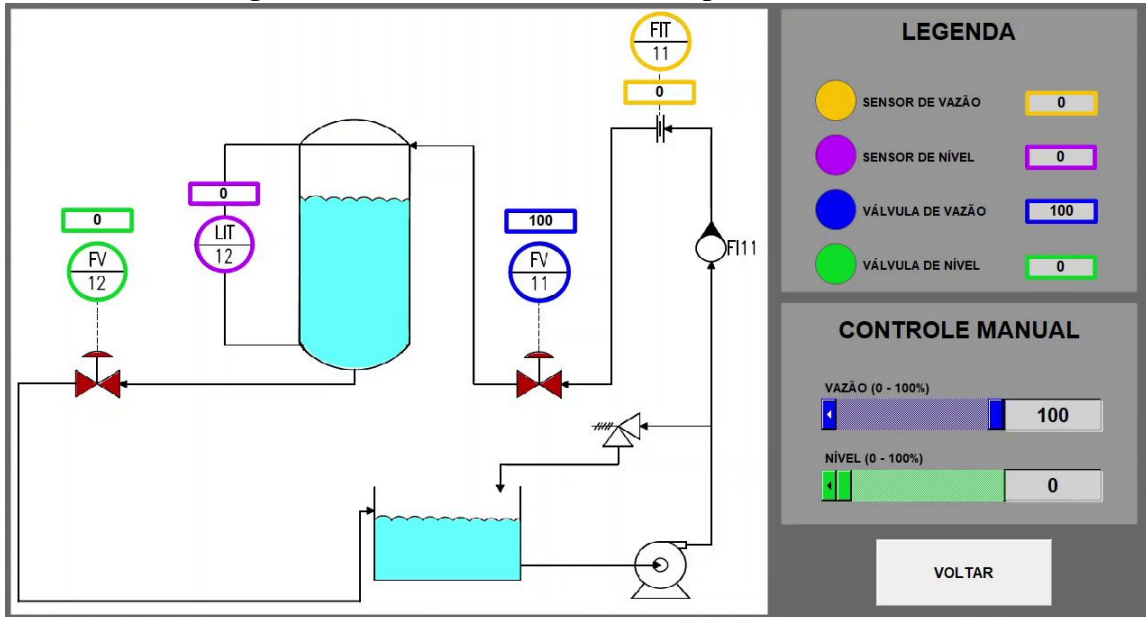 FIT
11
0
0
LIT
12
0
FV
12
100
FV
11
FI11
LEGENDA
SENSOR DE VAZÃO 0
SENSOR DE NÍVEL 0
VÁLVULA DE VAZÃO 100
VÁLVULA DE NÍVEL 0
CONTROLE MANUAL
VAZÃO (0 - 100%)
100
NÍVEL (0 - 100%)
0
VOLTAR